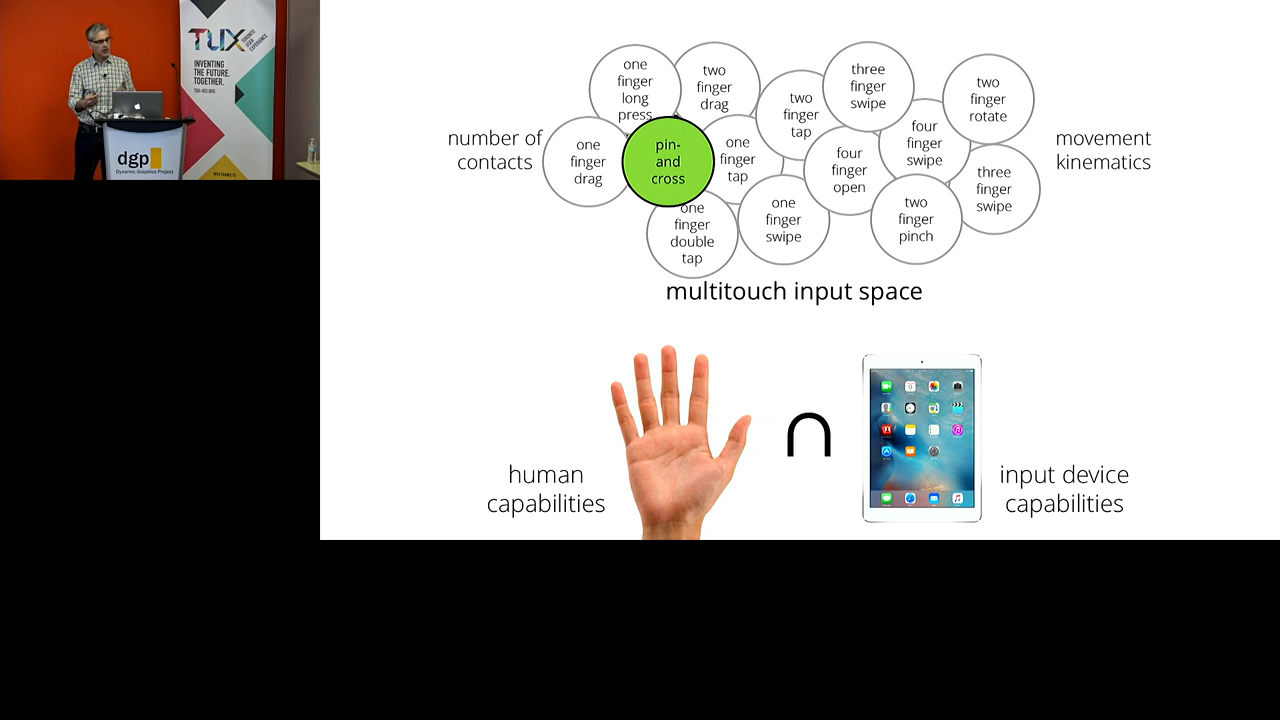 TUX
TORONTO
USER
EXPERIENCE
INVENTING
THE FUTURE.
TOGETHER.
dgp
Dynamic Graphics Project
number of
contacts
one
finger
long
press
two
finger
drag
two
finger
tap
three
finger
swipe
two
finger
rotate
one
finger
drag
pin-
and
cross
one
finger
tap
four
finger
open
four
finger
swipe
three
finger
swipe
one
finger
double
tap
one
finger
swipe
two
finger
pinch
movement
kinematics
multitouch input space
human
capabilities
∩
input device
capabilities